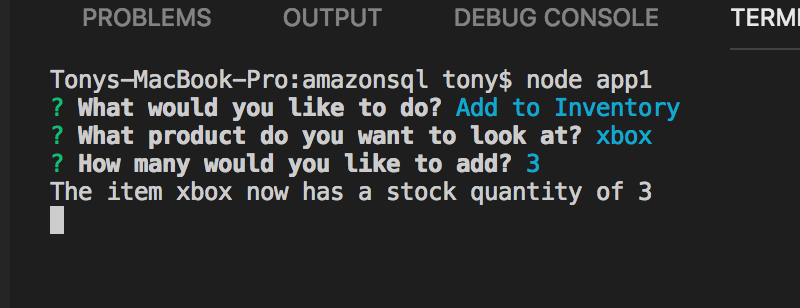 PROBLEMS OUTPUT DEBUG CONSOLE TERMI
Tonys-MacBook-Pro:amazonsql tony$ node app1
? What would you like to do? Add to Inventory
? What product do you want to look at? xbox
? How many would you like to add? 3
The item xbox now has a stock quantity of 3